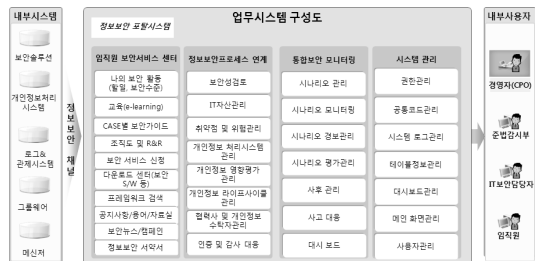 내부시스템
보안솔루션
개인정보처리
시스템
로그&
관제시스템
그룹웨어
메신저
정보보안 채널
업무시스템 구성도
정보보안 포탈시스템
임직원 보안서비스 센터
나의 보안 활동
(할일, 보안수준)
교육(e-learning)
CASE별 보안가이드
조직도 및 R&R
보안 서비스 신청
다운로드 센터(보안
S/W 등)
프레임워크 검색
공지사항/용어/자료실
보안뉴스/캠페인
정보보안 서약서
정보보안프로세스 연계
보안성검토
IT자산관리
취약점 및 위험관리
개인정보 처리시스템
관리
개인정보 영향평가
관리
개인정보 라이프사이클
관리
협력사 및 개인정보
수탁자관리
인증 및 감사 대응
통합보안 모니터링
시나리오 관리
시나리오 모니터링
시나리오 경보관리
시나리오 평가관리
사후 관리
사고 대응
대시 보드
시스템 관리
권한관리
공통코드관리
시스템 로그관리
테이블정보관리
대시보드관리
메인 화면관리
사용자관리
내부사용자
경영자(CPO)
준법감시부
IT보안담당자
임직원